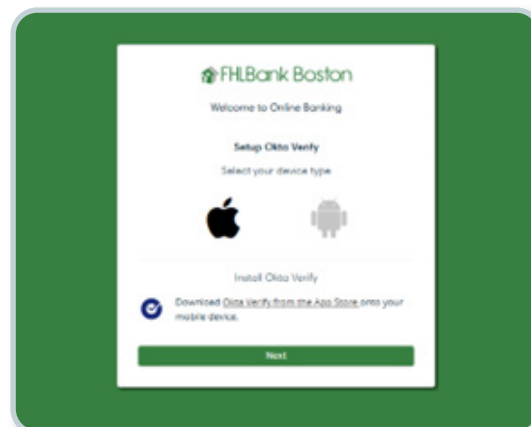 FHLBank Boston
Welcome to Online Banking
Setup Okta Verify
Select your device type
Install Okta Verify
Download Okta Verify from the App Store onto your
mobile device.
Next